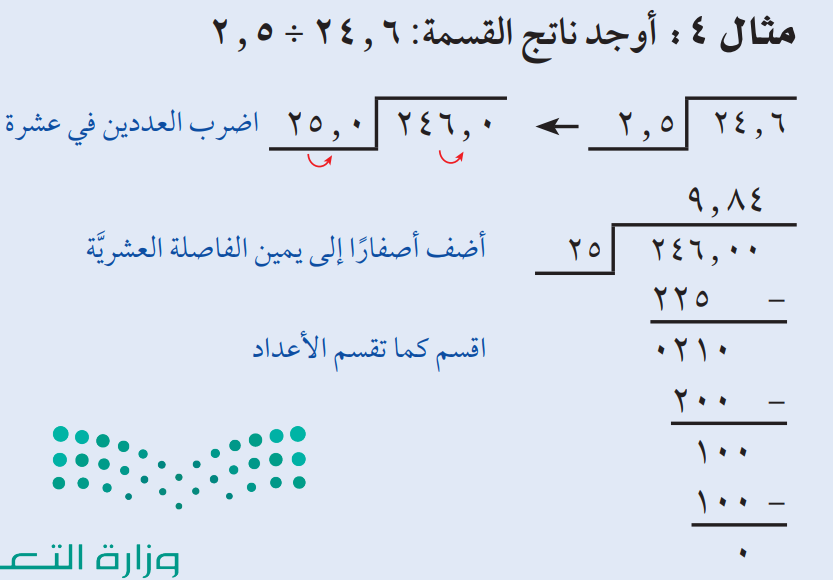 مثال ٤ : أوجد ناتج القسمة: ٢٤,٦ ÷ ٢,٥
٢,٥ ٢٤,٦ ← ٢٥,٠ ٢٤٦,٠ اضرب العددين في عشرة
٩,٨٤
٢٥ ٢٤٦,٠٠ أضف أصفارًا إلى يمين الفاصلة العشريَّة
٢٢٥ −
٠٢١٠ اقسم كما تقسم الأعداد
٢٠٠ −
١٠٠
١٠٠ −
٠
وزارة التعـ